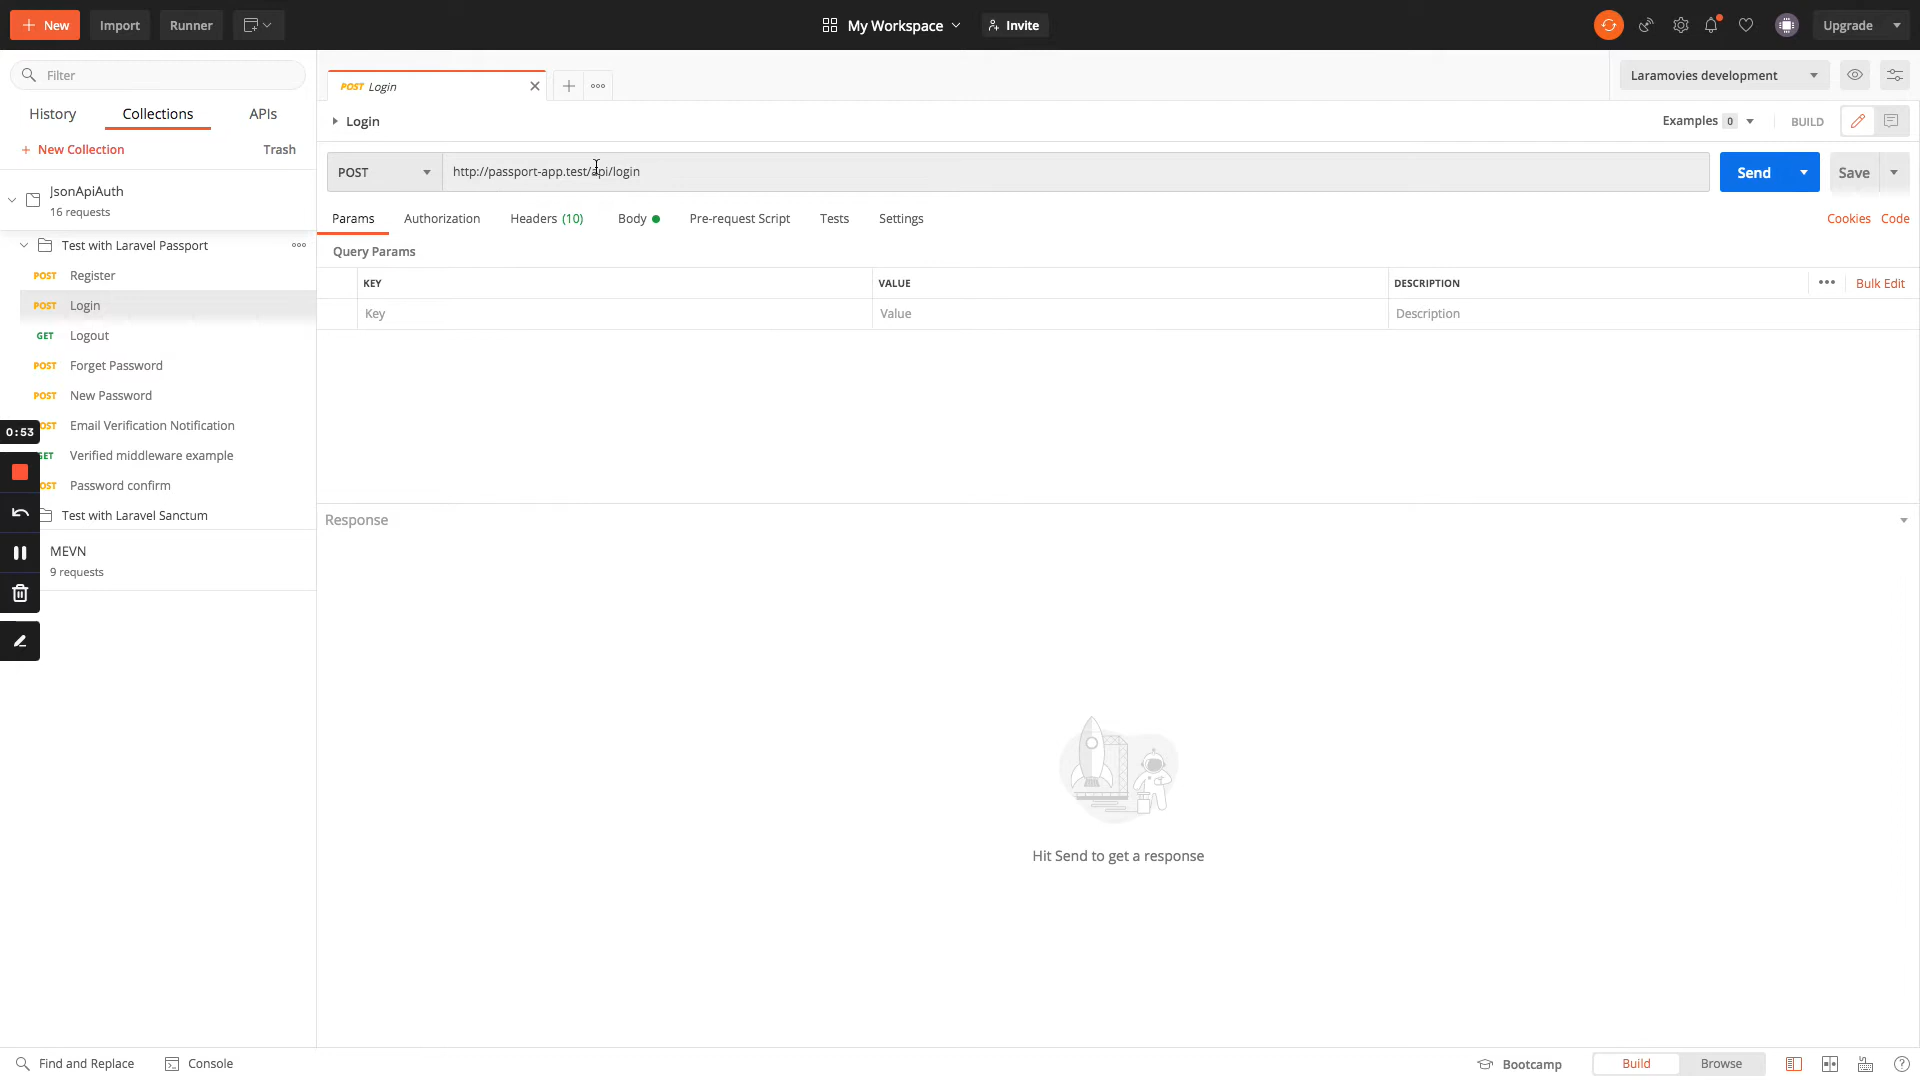 New
Import
Runner
My Workspace
Invite
Upgrade
Filter
History
Collections
APIs
New Collection
Trash
JsonApiAuth
16 requests
Test with Laravel Passport
POST Register
POST Login
GET Logout
POST Forget Password
POST New Password
OST Email Verification Notification
GET Verified middleware example
OST Password confirm
Test with Laravel Sanctum
MEVN
9 requests
0:53
POST Login
Laramovies development
Login
Examples 0
BUILD
POST
http://passport-app.test/api/login
Send
Save
Params
Authorization
Headers (10)
Body
Pre-request Script
Tests
Settings
Cookies
Code
Query Params
KEY
VALUE
DESCRIPTION
Bulk Edit
Key
Value
Description
Response
Hit Send to get a response
Find and Replace
Console
Bootcamp
Build
Browse